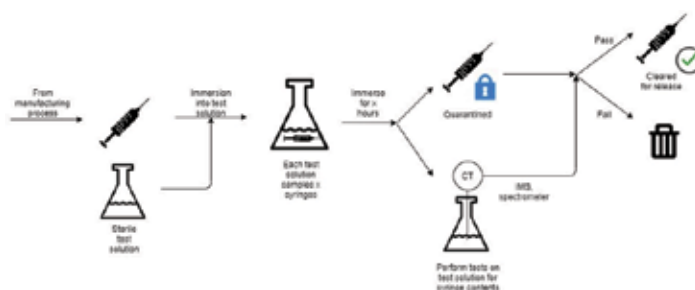 From
manufacturing
process
Immersion
into test
solution
Sterile
test
solution
Each test
solution
samples x
syringes
Immerse
for x
hours
Quarantined
CT
IMS,
spectrometer
Perform tests on
test solution for
syringe contents
Pass
Fail
Cleared
for release